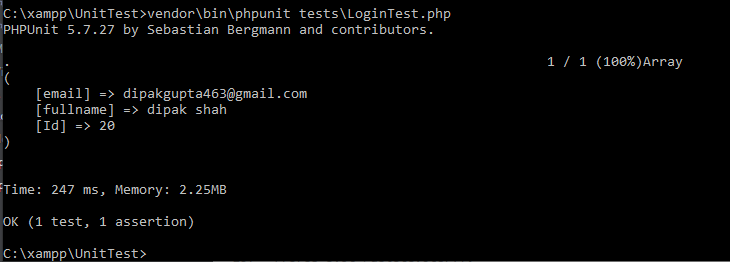 C:\xampp\UnitTest>vendor\bin\phpunit tests\LoginTest.php
PHPUnit 5.7.27 by Sebastian Bergmann and contributors.
. 1 / 1 (100%)Array
(
[email] => dipakgupta463@gmail.com
[fullname] => dipak shah
[Id] => 20
)
Time: 247 ms, Memory: 2.25MB
OK (1 test, 1 assertion)
C:\xampp\UnitTest>